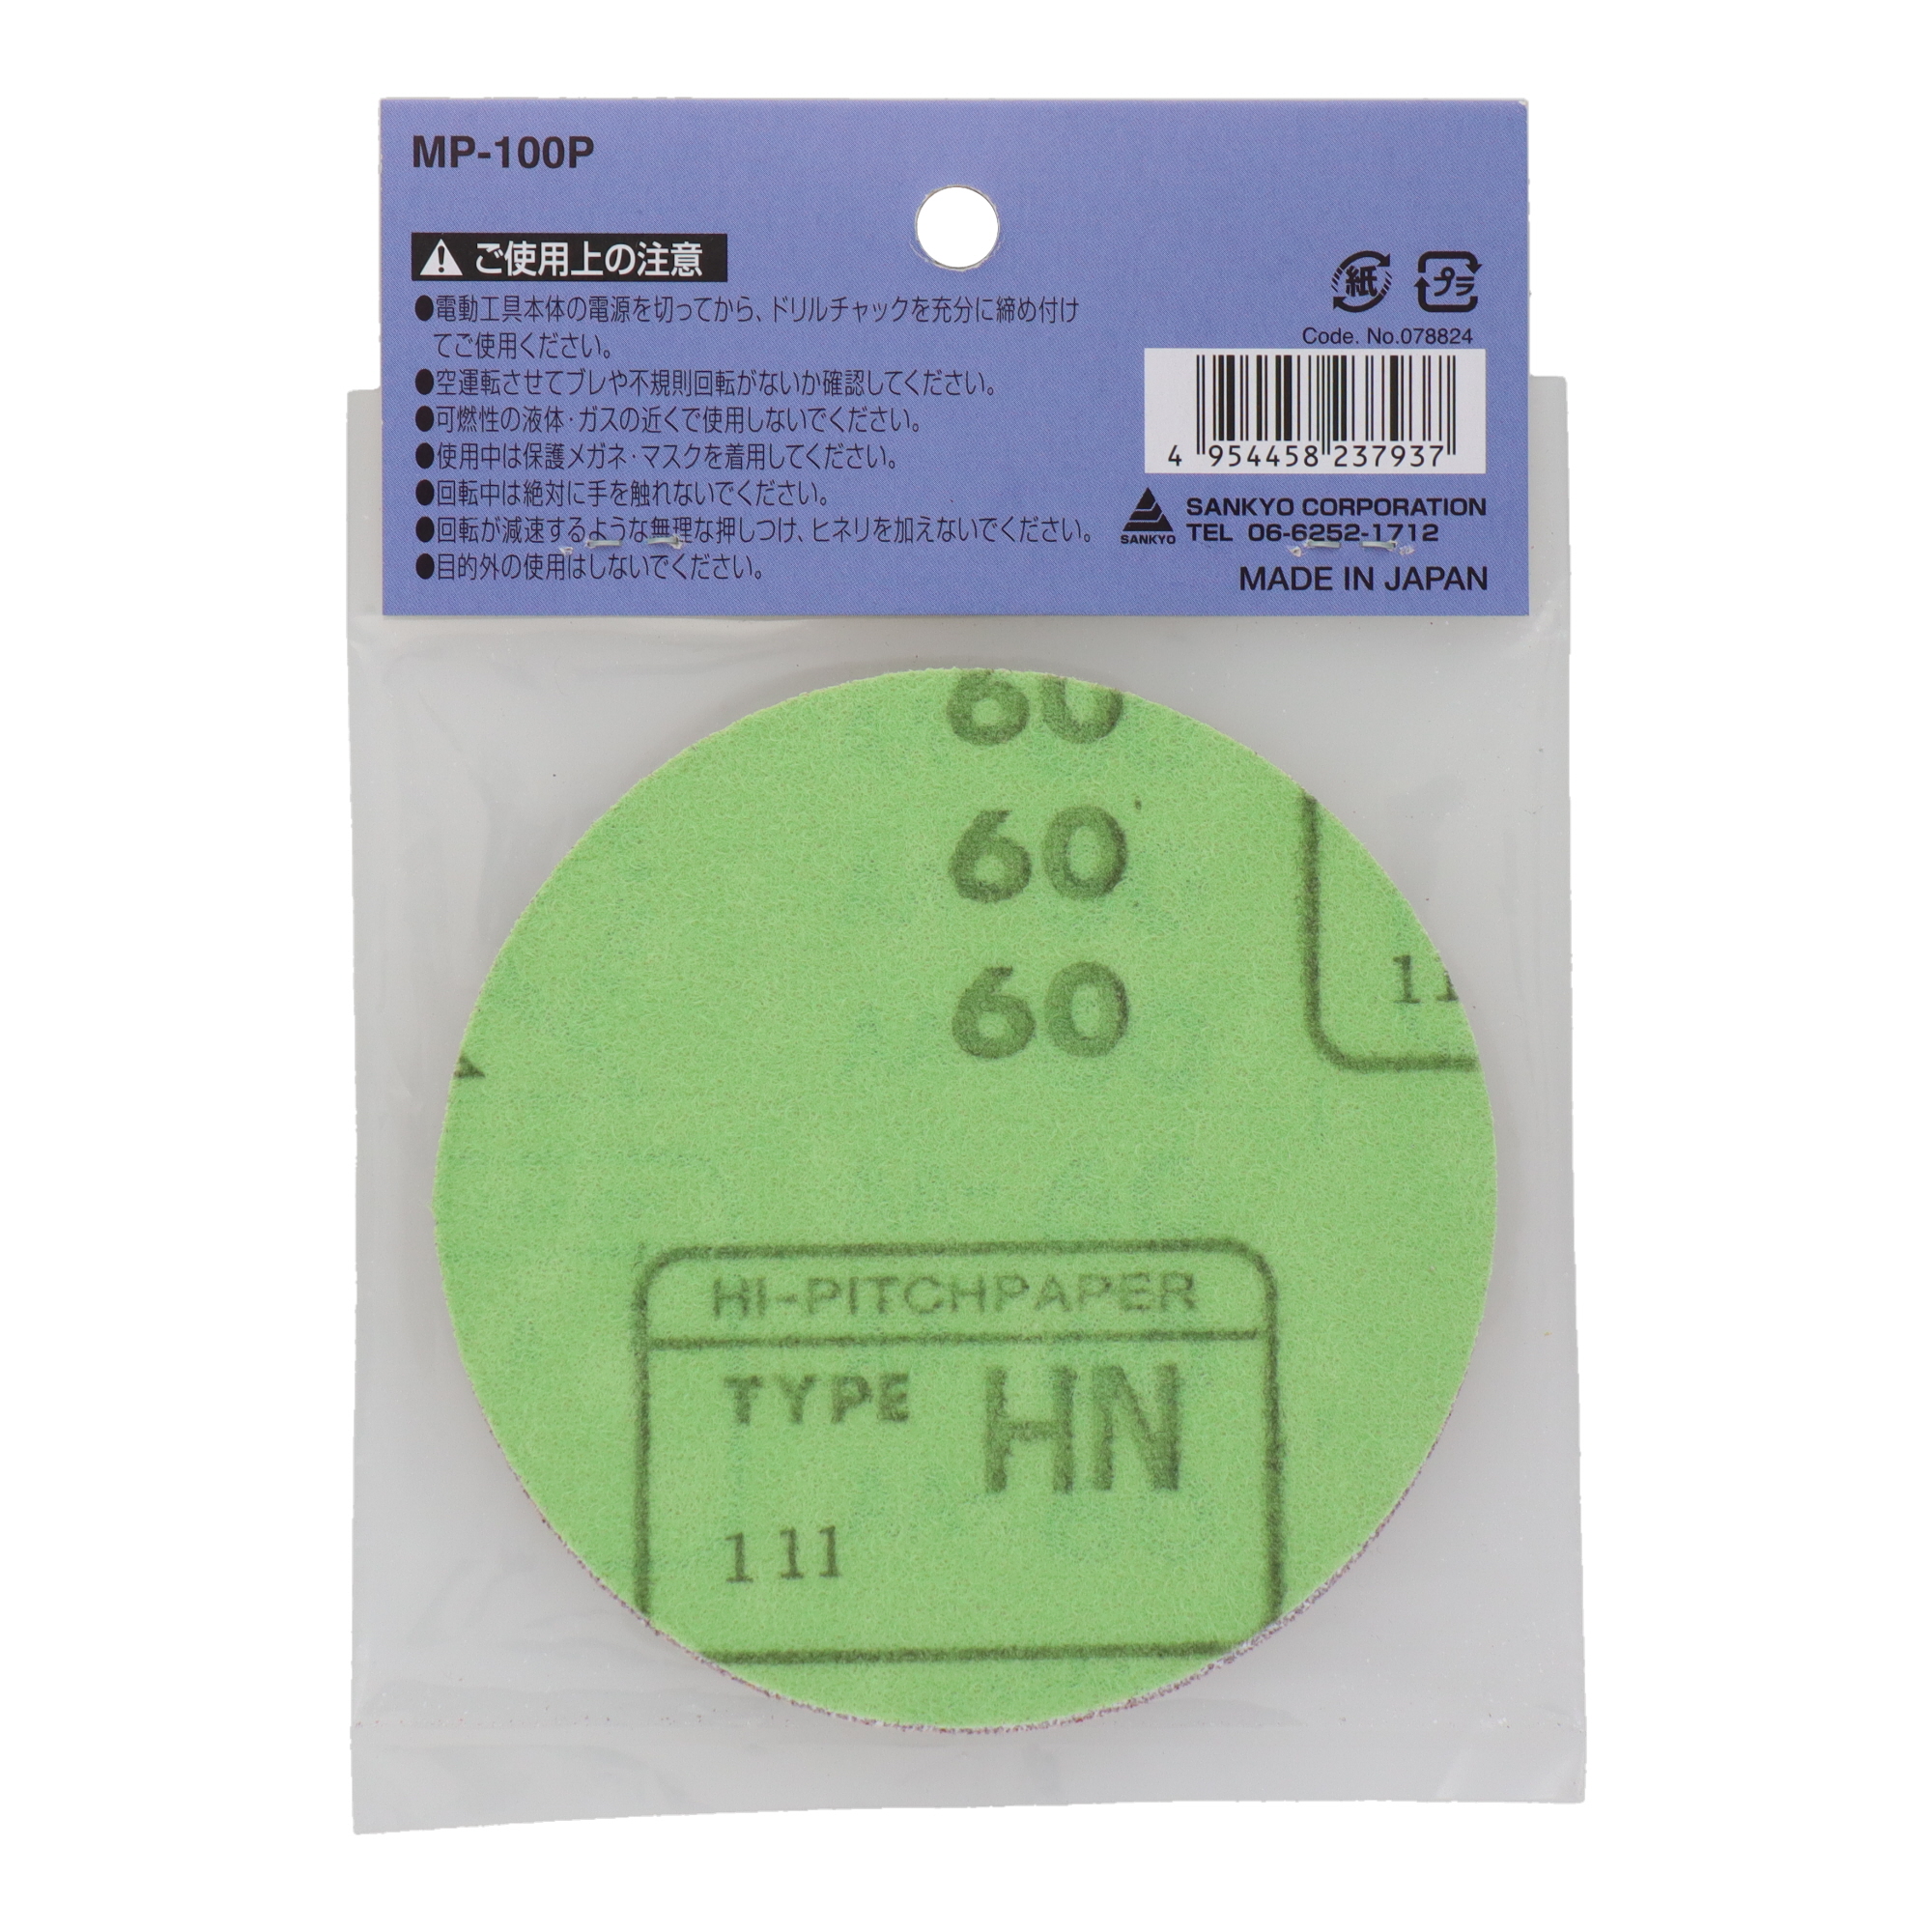 MP-100P
ご使用上の注意
●電動工具本体の電源を切ってから、ドリルチャックを充分に締め付け
てご使用ください。
●空運転させてブレや不規則回転がないか確認してください。
●可燃性の液体・ガスの近くで使用しないでください。
●使用中は保護メガネ・マスクを着用してください。
●回転中は絶対に手を触れないでください。
●回転が減速するような無理な押しつけ、ヒネリを加えないでください。
●目的外の使用はしないでください。
紙 プラ
Code. No.078824
4 954458 237937
SANKYO
SANKYO CORPORATION
TEL 06-6252-1712
MADE IN JAPAN
60
60
60
11
HI-PITCHPAPER
TYPE HN
111